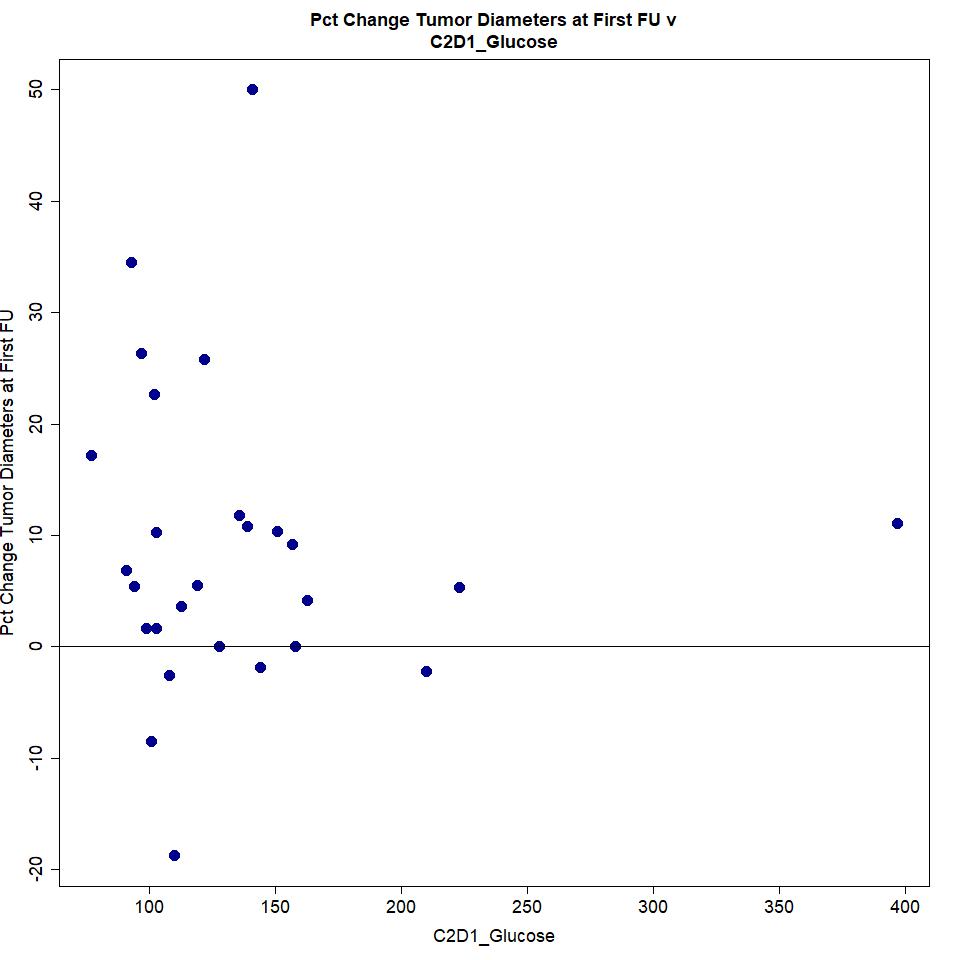 Pct Change Tumor Diameters at First FU v
C2D1_Glucose
Pct Change Tumor Diameters at First FU
50
40
30
20
10
0
-10
-20
100 150 200 250 300 350 400
C2D1_Glucose